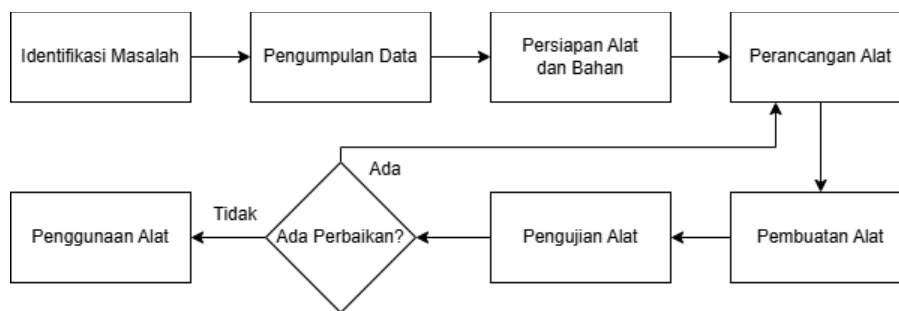 Identifikasi Masalah
Pengumpulan Data
Persiapan Alat
dan Bahan
Perancangan Alat
Ada
Tidak
Penggunaan Alat
Ada Perbaikan?
Pengujian Alat
Pembuatan Alat